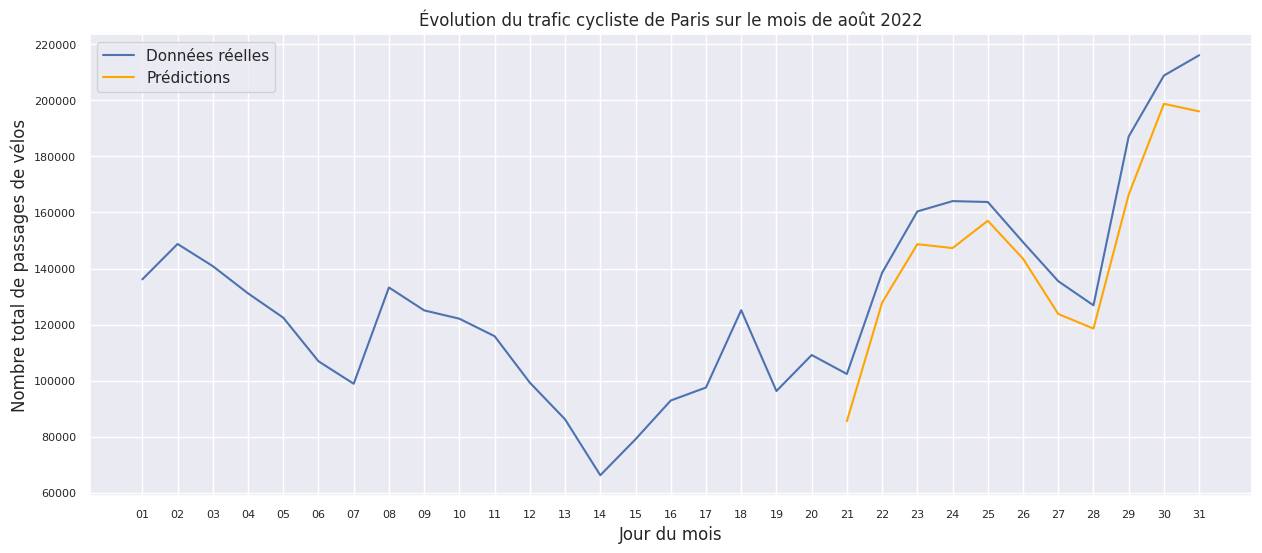 Évolution du trafic cycliste de Paris sur le mois de août 2022
Données réelles
Prédictions
Nombre total de passages de vélos
220000
200000
180000
160000
140000
120000
100000
80000
60000
01 02 03 04 05 06 07 08 09 10 11 12 13 14 15 16 17 18 19 20 21 22 23 24 25 26 27 28 29 30 31
Jour du mois